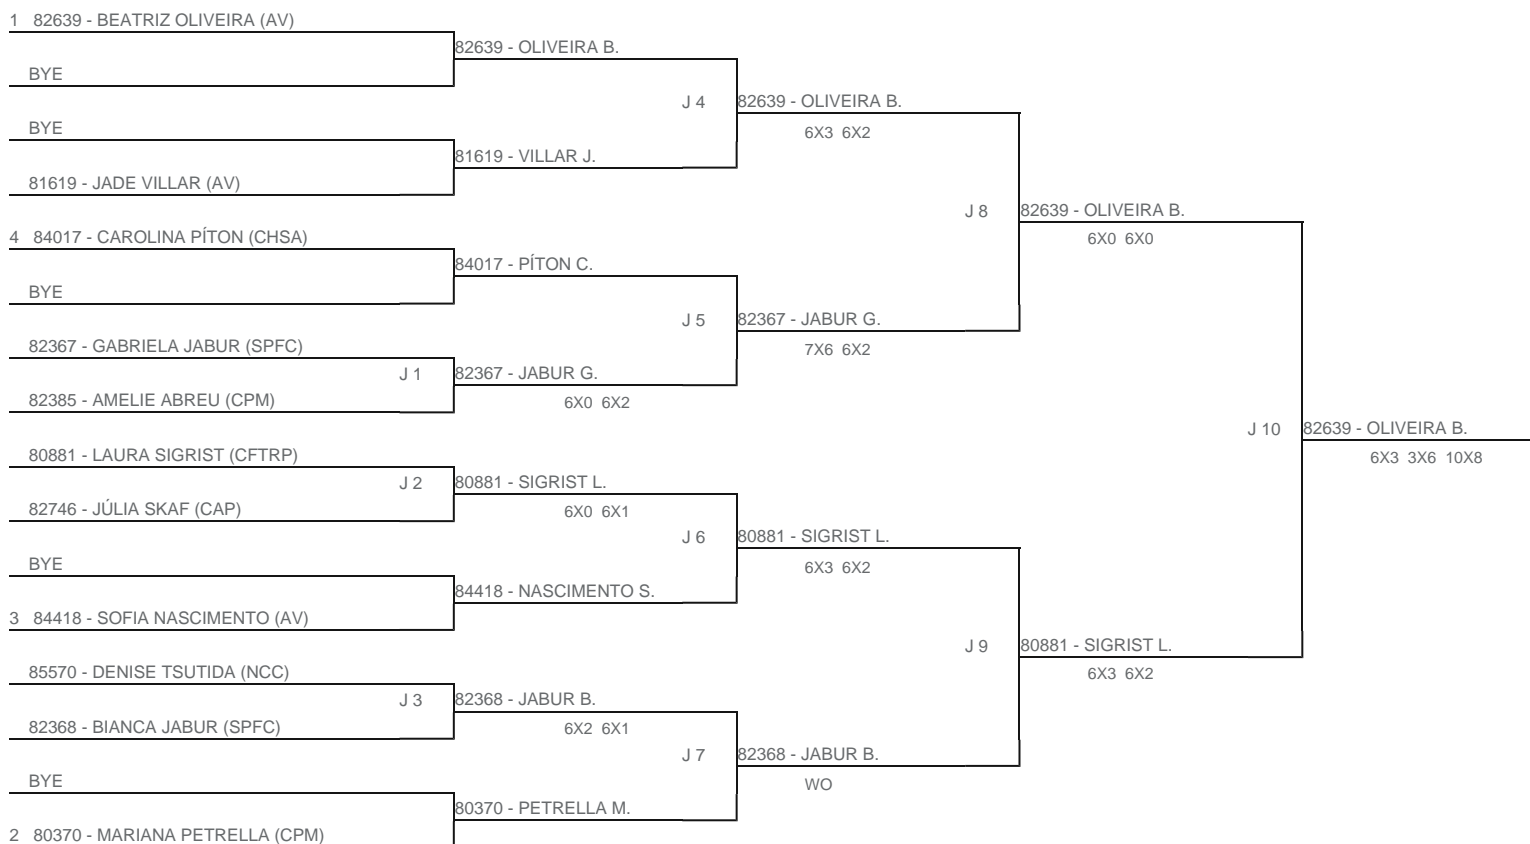 1 82639 - BEATRIZ OLIVEIRA (AV)
82639 - OLIVEIRA B.
BYE
J 4
82639 - OLIVEIRA B.
6X3 6X2
BYE
81619 - VILLAR J.
81619 - JADE VILLAR (AV)
J 8
82639 - OLIVEIRA B.
6X0 6X0
4 84017 - CAROLINA PÍTON (CHSA)
84017 - PÍTON C.
BYE
J 5
82367 - JABUR G.
7X6 6X2
82367 - GABRIELA JABUR (SPFC)
J 1
82367 - JABUR G.
6X0 6X2
82385 - AMELIE ABREU (CPM)
J 10
82639 - OLIVEIRA B.
6X3 3X6 10X8
80881 - LAURA SIGRIST (CFTRP)
J 2
80881 - SIGRIST L.
6X0 6X1
82746 - JÚLIA SKAF (CAP)
J 6
80881 - SIGRIST L.
6X3 6X2
BYE
84418 - NASCIMENTO S.
3 84418 - SOFIA NASCIMENTO (AV)
J 9
80881 - SIGRIST L.
6X3 6X2
85570 - DENISE TSUTIDA (NCC)
J 3
82368 - JABUR B.
6X2 6X1
82368 - BIANCA JABUR (SPFC)
J 7
82368 - JABUR B.
WO
BYE
80370 - PETRELLA M.
2 80370 - MARIANA PETRELLA (CPM)